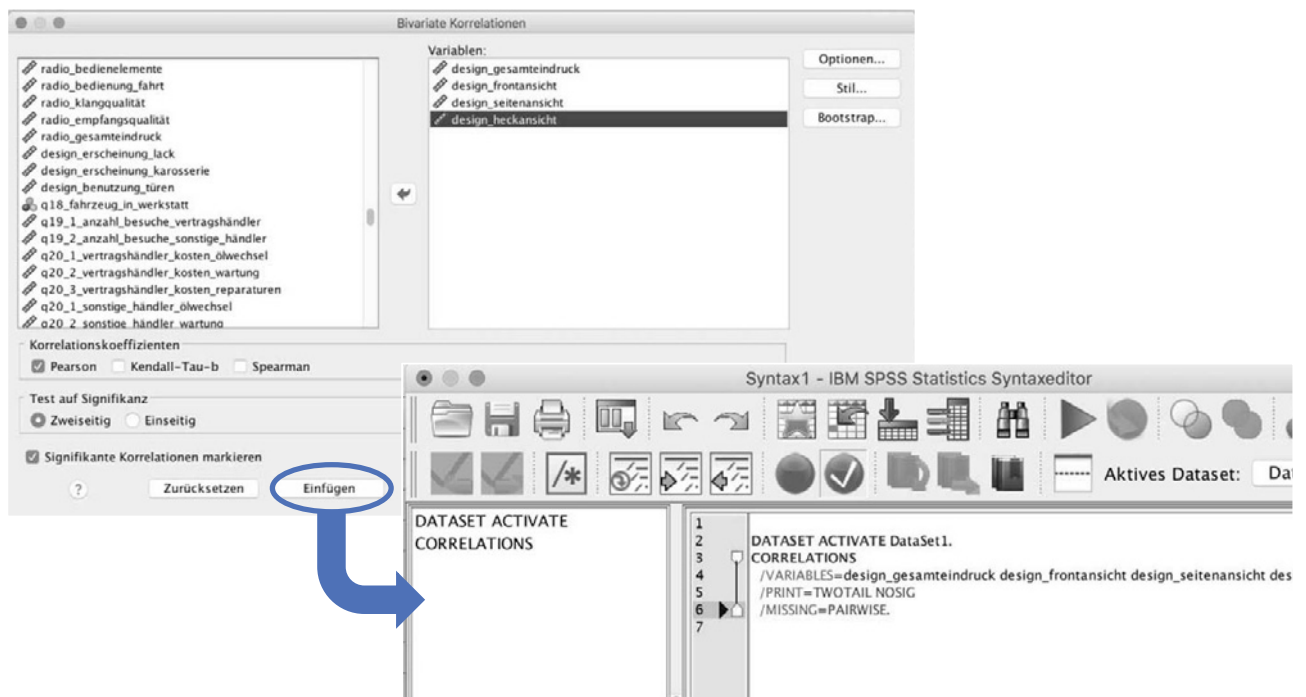 Bivariate Korrelationen
radio_bedienelemente
radio_bedienung_fahrt
radio_klangqualität
radio_empfangsqualität
radio_gesamteindruck
design_erscheinung_lack
design_erscheinung_karosserie
design_benutzung_türen
q18_fahrzeug_in_werkstatt
q19_1_anzahl_besuche_vertragshändler
q19_2_anzahl_besuche_sonstige_händler
q20_1_vertragshändler_kosten_ölwechsel
q20_2_vertragshändler_kosten_wartung
q20_3_vertragshändler_kosten_reparaturen
q20_1_sonstige_händler_ölwechsel
q20_2_sonstige_händler_wartung
Variablen:
design_gesamteindruck
design_frontansicht
design_seitenansicht
design_heckansicht
Optionen...
Stil...
Bootstrap...
Korrelationskoeffizienten
Pearson Kendall-Tau-b Spearman
Test auf Signifikanz
Zweiseitig Einseitig
Signifikante Korrelationen markieren
? Zurücksetzen Einfügen
Syntax1 - IBM SPSS Statistics Syntaxeditor
/*
Aktives Dataset: Dat
DATASET ACTIVATE
CORRELATIONS
1
2 DATASET ACTIVATE DataSet1.
3 CORRELATIONS
4 /VARIABLES=design_gesamteindruck design_frontansicht design_seitenansicht des
5 /PRINT=TWOTAIL NOSIG
6 /MISSING=PAIRWISE.
7